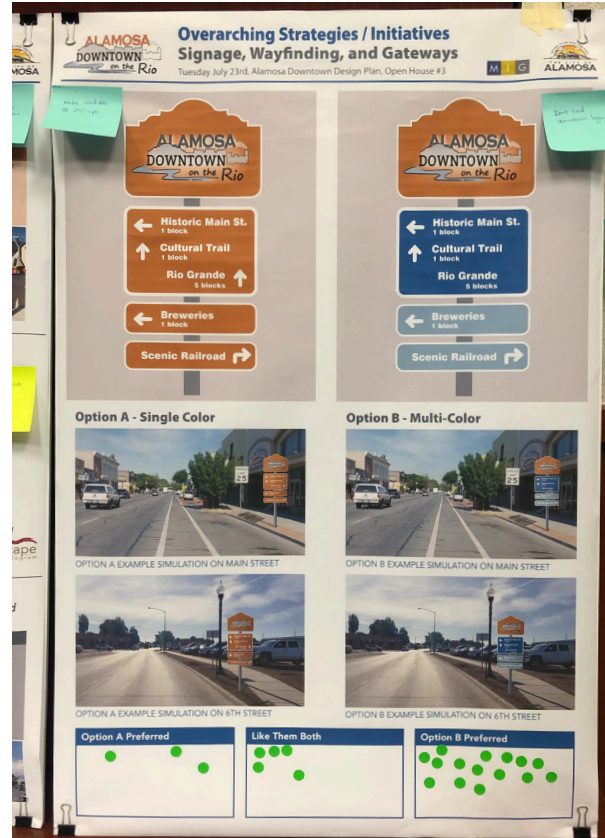 ALAMOSA
DOWNTOWN
on the Rio
Overarching Strategies / Initiatives
Signage, Wayfinding, and Gateways
Tuesday July 23rd, Alamosa Downtown Design Plan, Open House #3
M I G
ALAMOSA
MOSA
ALAMOSA
DOWNTOWN
on the Rio
Historic Main St.
1 block
Cultural Trail
1 block
Rio Grande
5 blocks
Breweries
1 block
Scenic Railroad
ALAMOSA
DOWNTOWN
on the Rio
Historic Main St.
1 block
Cultural Trail
1 block
Rio Grande
5 blocks
Breweries
1 block
Scenic Railroad
Option A - Single Color
Option B - Multi-Color
25
25
OPTION A EXAMPLE SIMULATION ON MAIN STREET
OPTION B EXAMPLE SIMULATION ON MAIN STREET
cape
OPTION A EXAMPLE SIMULATION ON 6TH STREET
OPTION B EXAMPLE SIMULATION ON 6TH STREET
Option A Preferred
Like Them Both
Option B Preferred